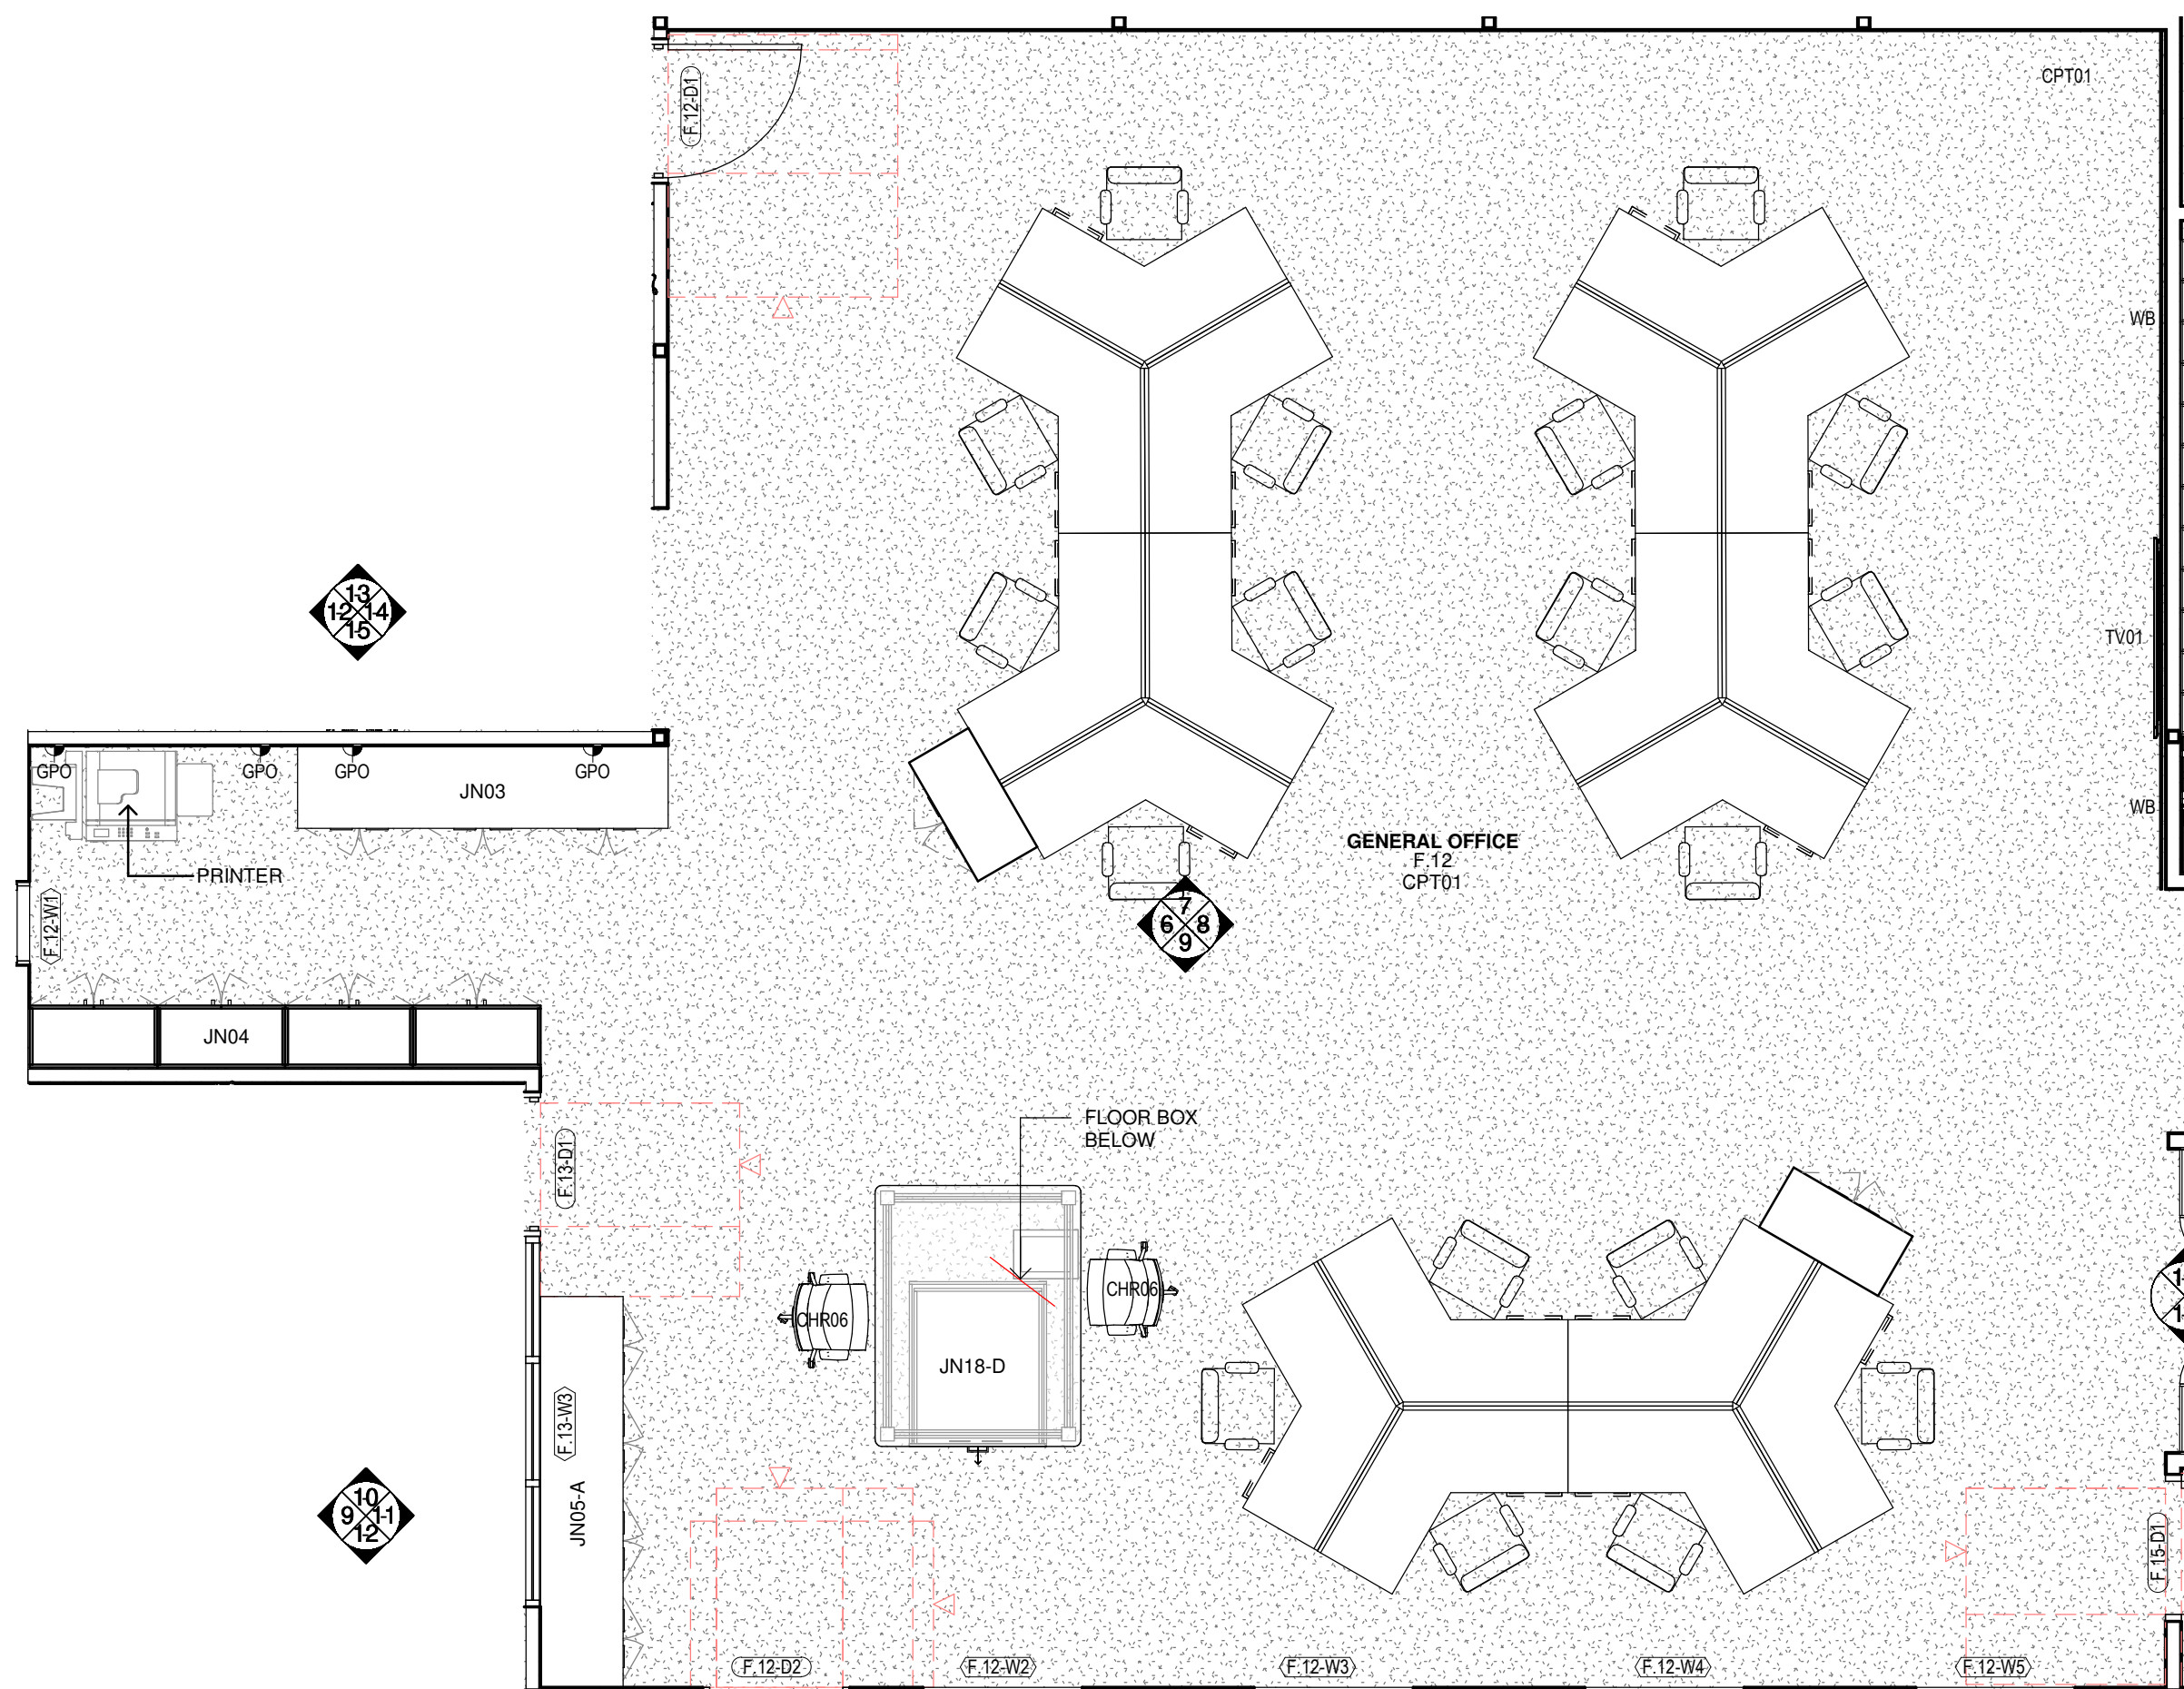 CPT01
F.12-D1
WB
13
12 14
15
TV01
GPO
GPO
GPO
GPO
JN03
WB
GENERAL OFFICE
F.12
CPT01
PRINTER
F.12-W1
7
6 8
9
JN04
FLOOR BOX
BELOW
F.13-D1
CHR06
CHR06
JN18-D
F.13-W3
JN05-A
10
9 11
12
F.15-D1
F.12-D2
F.12-W2
F.12-W3
F.12-W4
F.12-W5